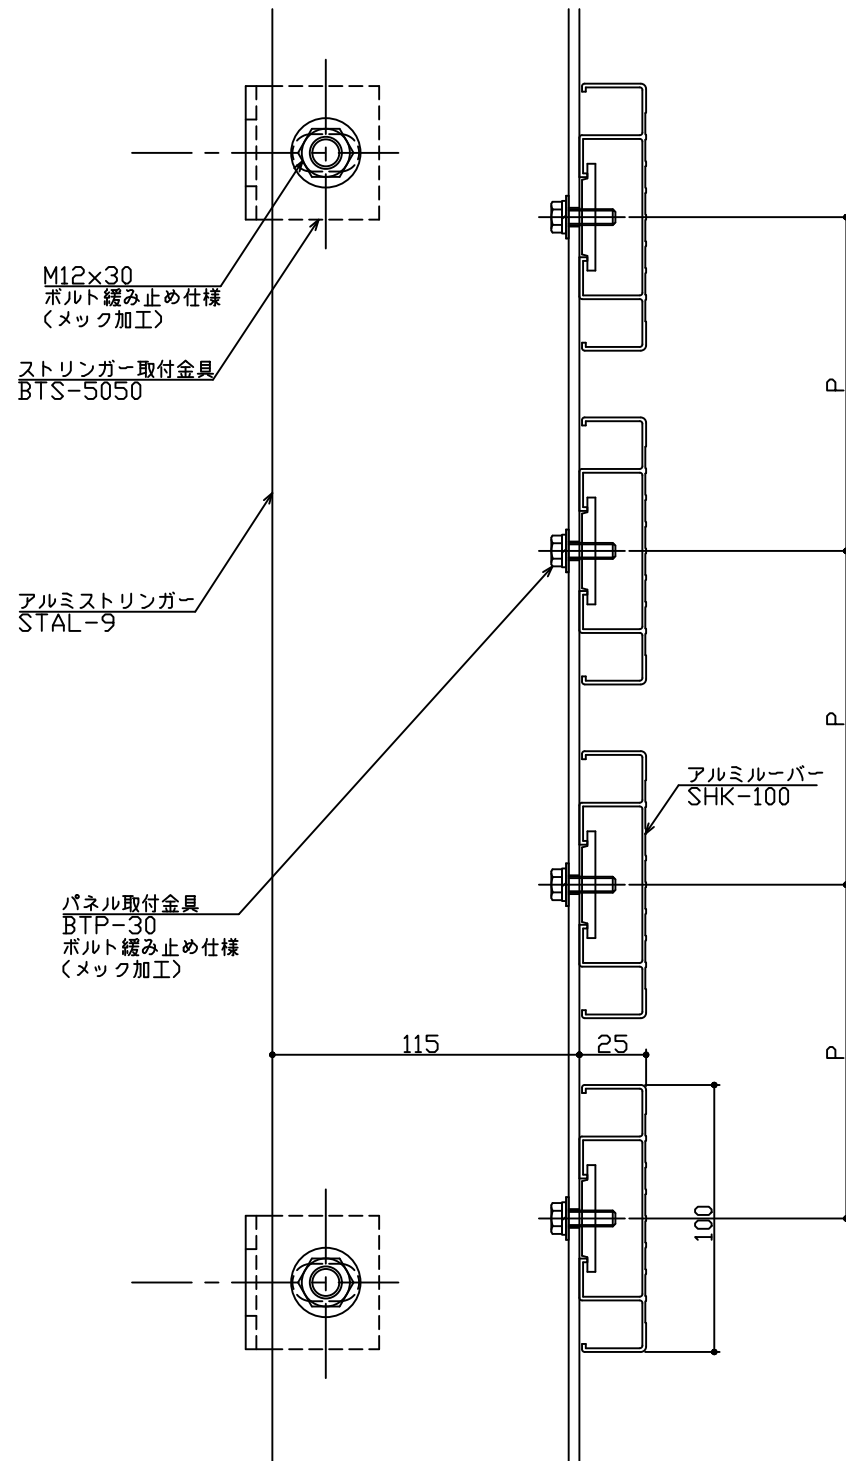 M12×30
ボルト緩み止め仕様
(メック加工)
ストリンガー取付金具
BTS-5050
P
アルミストリンガー
STAL-9
P
アルミルーバー
SHK-100
パネル取付金具
BTP-30
ボルト緩み止め仕様
(メック加工)
115
25
P
100